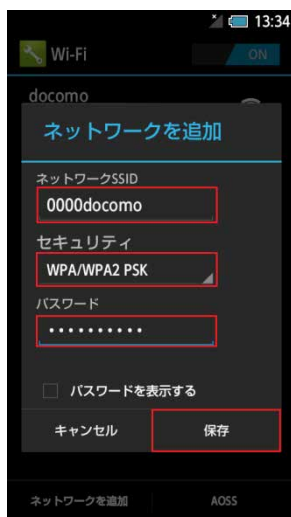 13:34
Wi-Fi
ON
docomo
ネットワークを追加
ネットワークSSID
0000docomo
セキュリティ
WPA/WPA2 PSK
パスワード
••••••••••
パスワードを表示する
キャンセル
保存
ネットワークを追加
AOSS